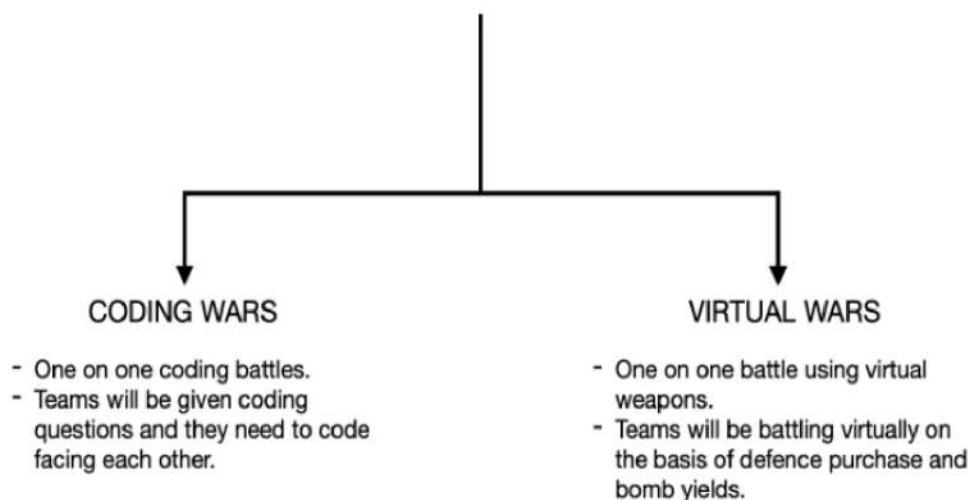 CODING WARS
- One on one coding battles.
- Teams will be given coding
questions and they need to code
facing each other.
VIRTUAL WARS
- One on one battle using virtual
weapons.
- Teams will be battling virtually on
the basis of defence purchase and
bomb yields.